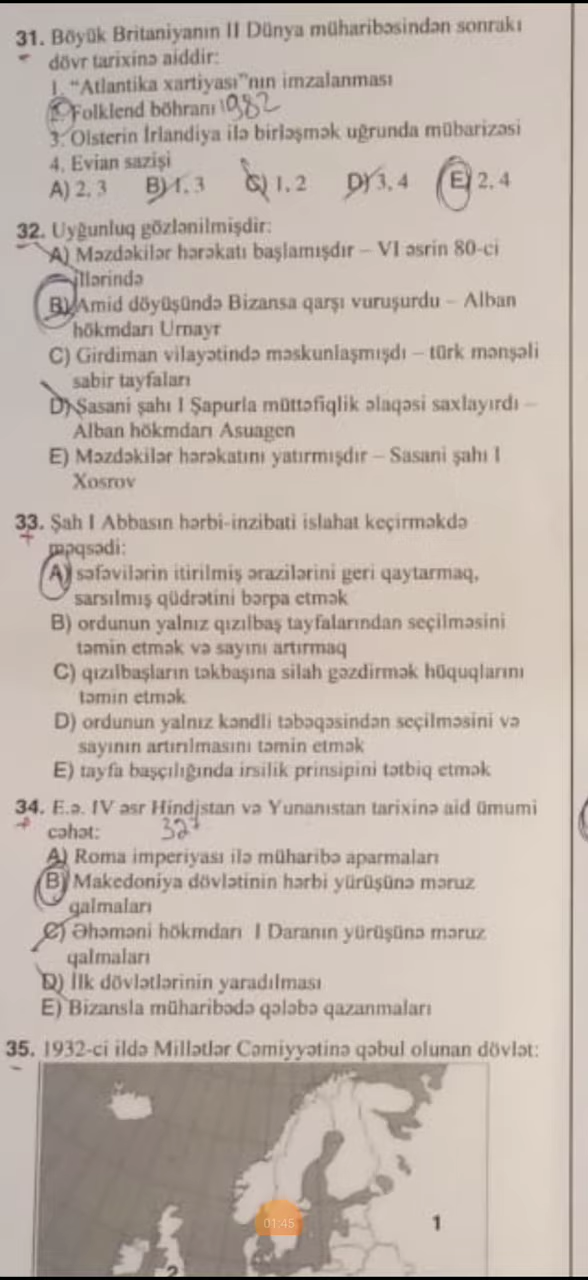 31. Böyük Britaniyanın II Dünya müharibəsindən sonrakı
dövr tarixinə aiddir:
1. "Atlantika xartiyası"nın imzalanması
2. Folklend böhranı 1982
3. Olsterin İrlandiya ilə birləşmək uğrunda mübarizəsi
4. Evian sazişi
A) 2, 3 B) 1, 3 C) 1, 2 D) 3, 4 E) 2, 4
32. Uyğunluq gözlənilmişdir:
A) Məzdəkilər hərəkatı başlamışdır – VI əsrin 80-ci
illərində
B) Amid döyüşündə Bizansa qarşı vuruşurdu – Alban
hökmdarı Urnayr
C) Girdiman vilayətində məskunlaşmışdı – türk mənşəli
sabir tayfaları
D) Sasani şahı I Şapurla müttəfiqlik əlaqəsi saxlayırdı –
Alban hökmdarı Asuagen
E) Məzdəkilər hərəkatını yatırmışdır – Sasani şahı I
Xosrov
33. Şah I Abbasın hərbi-inzibati islahat keçirməkdə
məqsədi:
A) səfəvilərin itirilmiş ərazilərini geri qaytarmaq,
sarsılmış qüdrətini bərpa etmək
B) ordunun yalnız qızılbaş tayfalarından seçilməsini
təmin etmək və sayını artırmaq
C) qızılbaşların təkbaşına silah gəzdirmək hüquqlarını
təmin etmək
D) ordunun yalnız kəndli təbəqəsindən seçilməsini və
sayının artırılmasını təmin etmək
E) tayfa başçılığında irsilik prinsipini tətbiq etmək
34. E.ə. IV əsr Hindistan və Yunanıstan tarixinə aid ümumi
cəhət: 327
A) Roma imperiyası ilə müharibə aparmaları
B) Makedoniya dövlətinin hərbi yürüşünə məruz
qalmaları
C) Əhəməni hökmdarı I Daranın yürüşünə məruz
qalmaları
D) İlk dövlətlərinin yaradılması
E) Bizansla müharibədə qələbə qazanmaları
35. 1932-ci ildə Millətlər Cəmiyyətinə qəbul olunan dövlət:
01:45
1
2